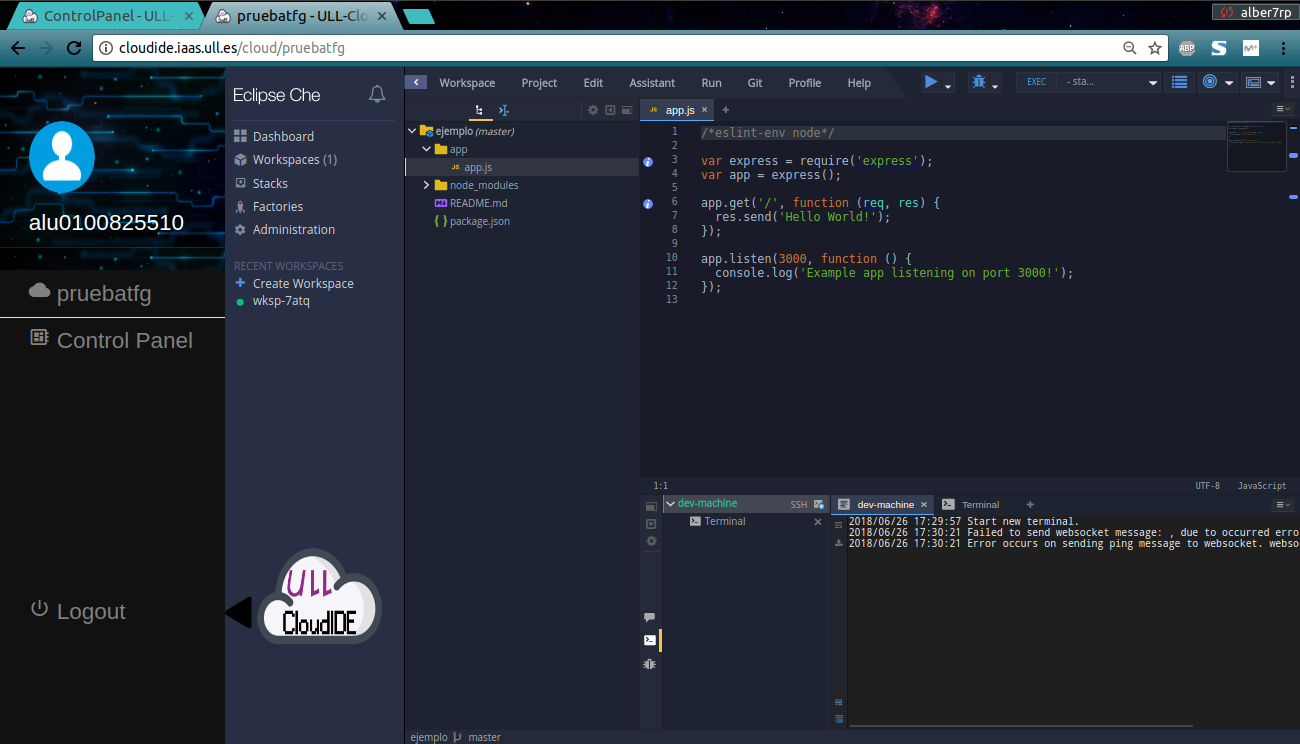 ControlPanel - ULL-
pruebatfg - ULL-Clo
alber7rp
cloudide.iaas.ull.es/cloud/pruebatfg
ABP
S
M+
alu0100825510
pruebatfg
Control Panel
Logout
Eclipse Che
Dashboard
Workspaces (1)
Stacks
Factories
Administration
RECENT WORKSPACES
Create Workspace
wksp-7atq
ULL
CloudIDE
Workspace Project Edit Assistant Run Git Profile Help
EXEC - sta...
ejemplo (master)
app
JS app.js
node_modules
README.md
{ } package.json
JS app.js
1 /*eslint-env node*/
2
3 var express = require('express');
4 var app = express();
5
6 app.get('/', function (req, res) {
7 res.send('Hello World!');
8 });
9
10 app.listen(3000, function () {
11 console.log('Example app listening on port 3000!');
12 });
13
1:1 UTF-8 JavaScript
dev-machine SSH
Terminal
dev-machine Terminal
2018/06/26 17:29:57 Start new terminal.
2018/06/26 17:30:21 Failed to send websocket message: , due to occurred erro
2018/06/26 17:30:21 Error occurs on sending ping message to websocket. webso
ejemplo master